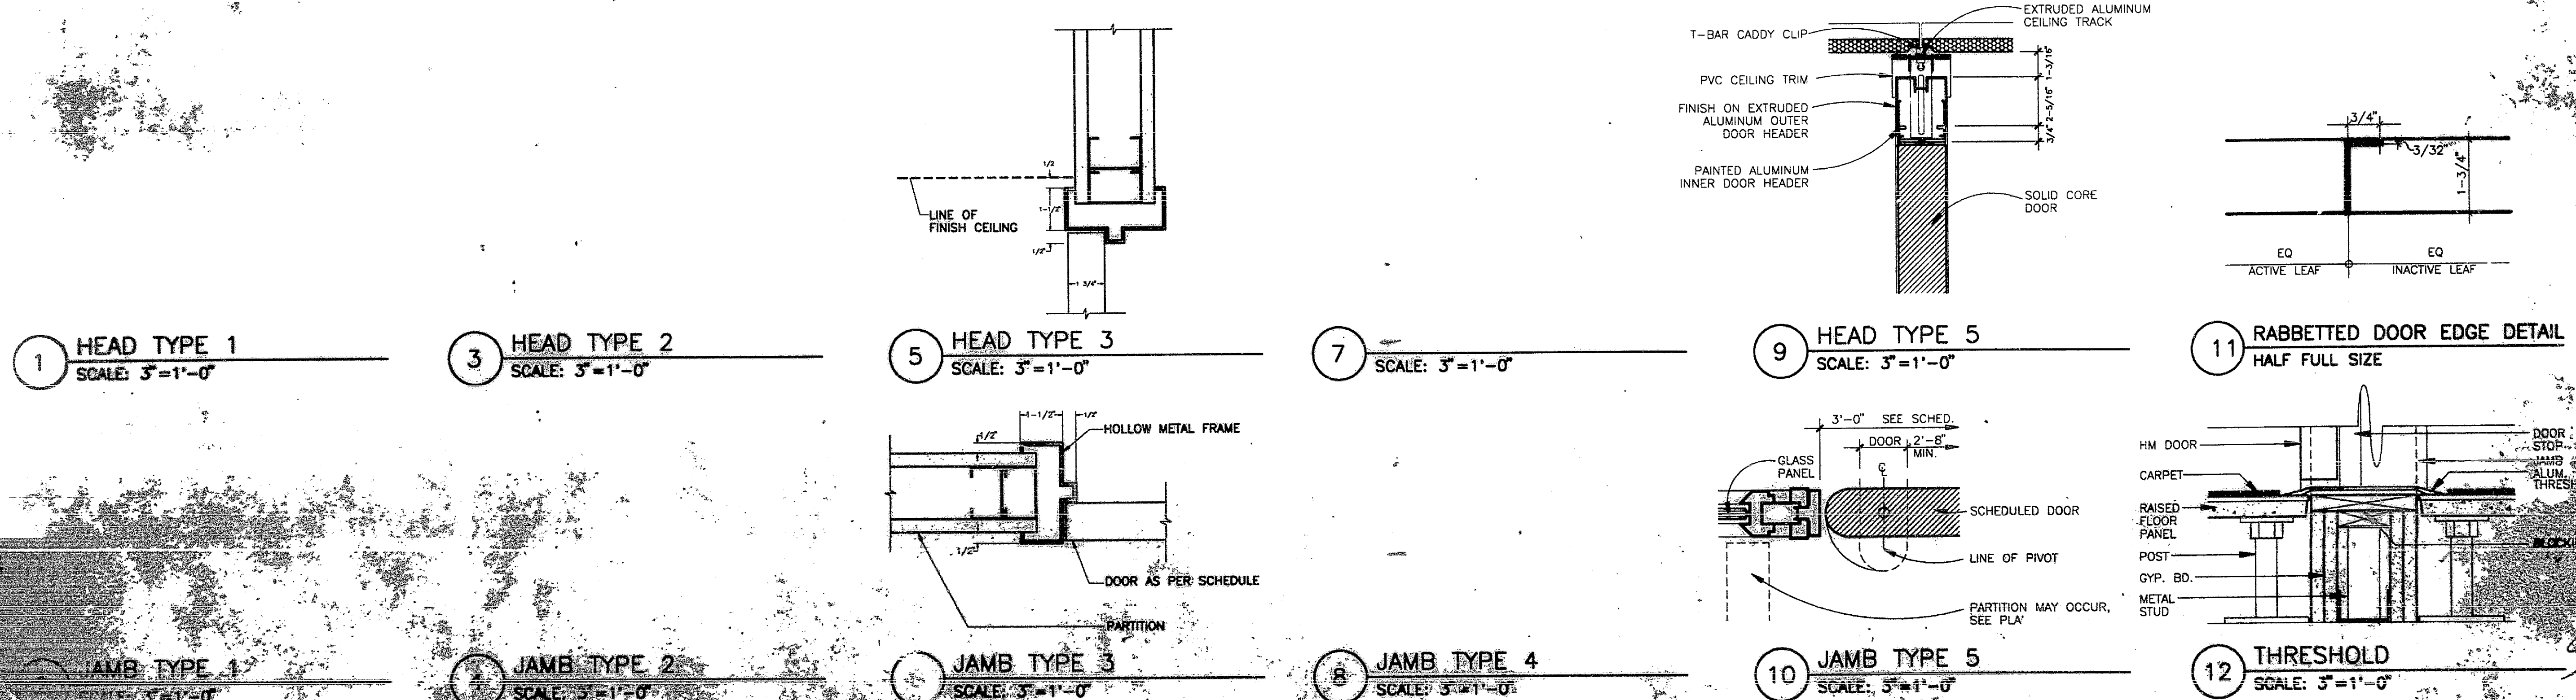 1/2
LINE OF
FINISH CEILING
1-1/2"
1/2"
1 3/4"
T-BAR CADDY CLIP
EXTRUDED ALUMINUM
CEILING TRACK
PVC CEILING TRIM
FINISH ON EXTRUDED
ALUMINUM OUTER
DOOR HEADER
PAINTED ALUMINUM
INNER DOOR HEADER
1-3/16"
2-5/16"
3/4"
SOLID CORE
DOOR
3/4"
3/32"
1-3/4"
EQ
ACTIVE LEAF
EQ
INACTIVE LEAF
1
HEAD TYPE 1
SCALE: 3"=1'-0"
3
HEAD TYPE 2
SCALE: 3"=1'-0"
5
HEAD TYPE 3
SCALE: 3"=1'-0"
7
SCALE: 3"=1'-0"
9
HEAD TYPE 5
SCALE: 3"=1'-0"
11
RABBETTED DOOR EDGE DETAIL
HALF FULL SIZE
1-1/2"
1/2"
1/2"
HOLLOW METAL FRAME
1/2"
DOOR AS PER SCHEDULE
PARTITION
3'-0" SEE SCHED.
DOOR
2'-8"
MIN.
GLASS
PANEL
SCHEDULED DOOR
LINE OF PIVOT
PARTITION MAY OCCUR,
SEE PLA
HM DOOR
CARPET
RAISED
FLOOR
PANEL
POST
GYP. BD.
METAL
STUD
DOOR
STOP
JAMB
ALUM.
THRESH
BLOCKI
JAMB TYPE 1
SCALE: 3"=1'-0"
4
JAMB TYPE 2
SCALE: 3"=1'-0"
JAMB TYPE 3
SCALE: 3"=1'-0"
8
JAMB TYPE 4
SCALE: 3"=1'-0"
10
JAMB TYPE 5
SCALE: 3"=1'-0"
12
THRESHOLD
SCALE: 3"=1'-0"